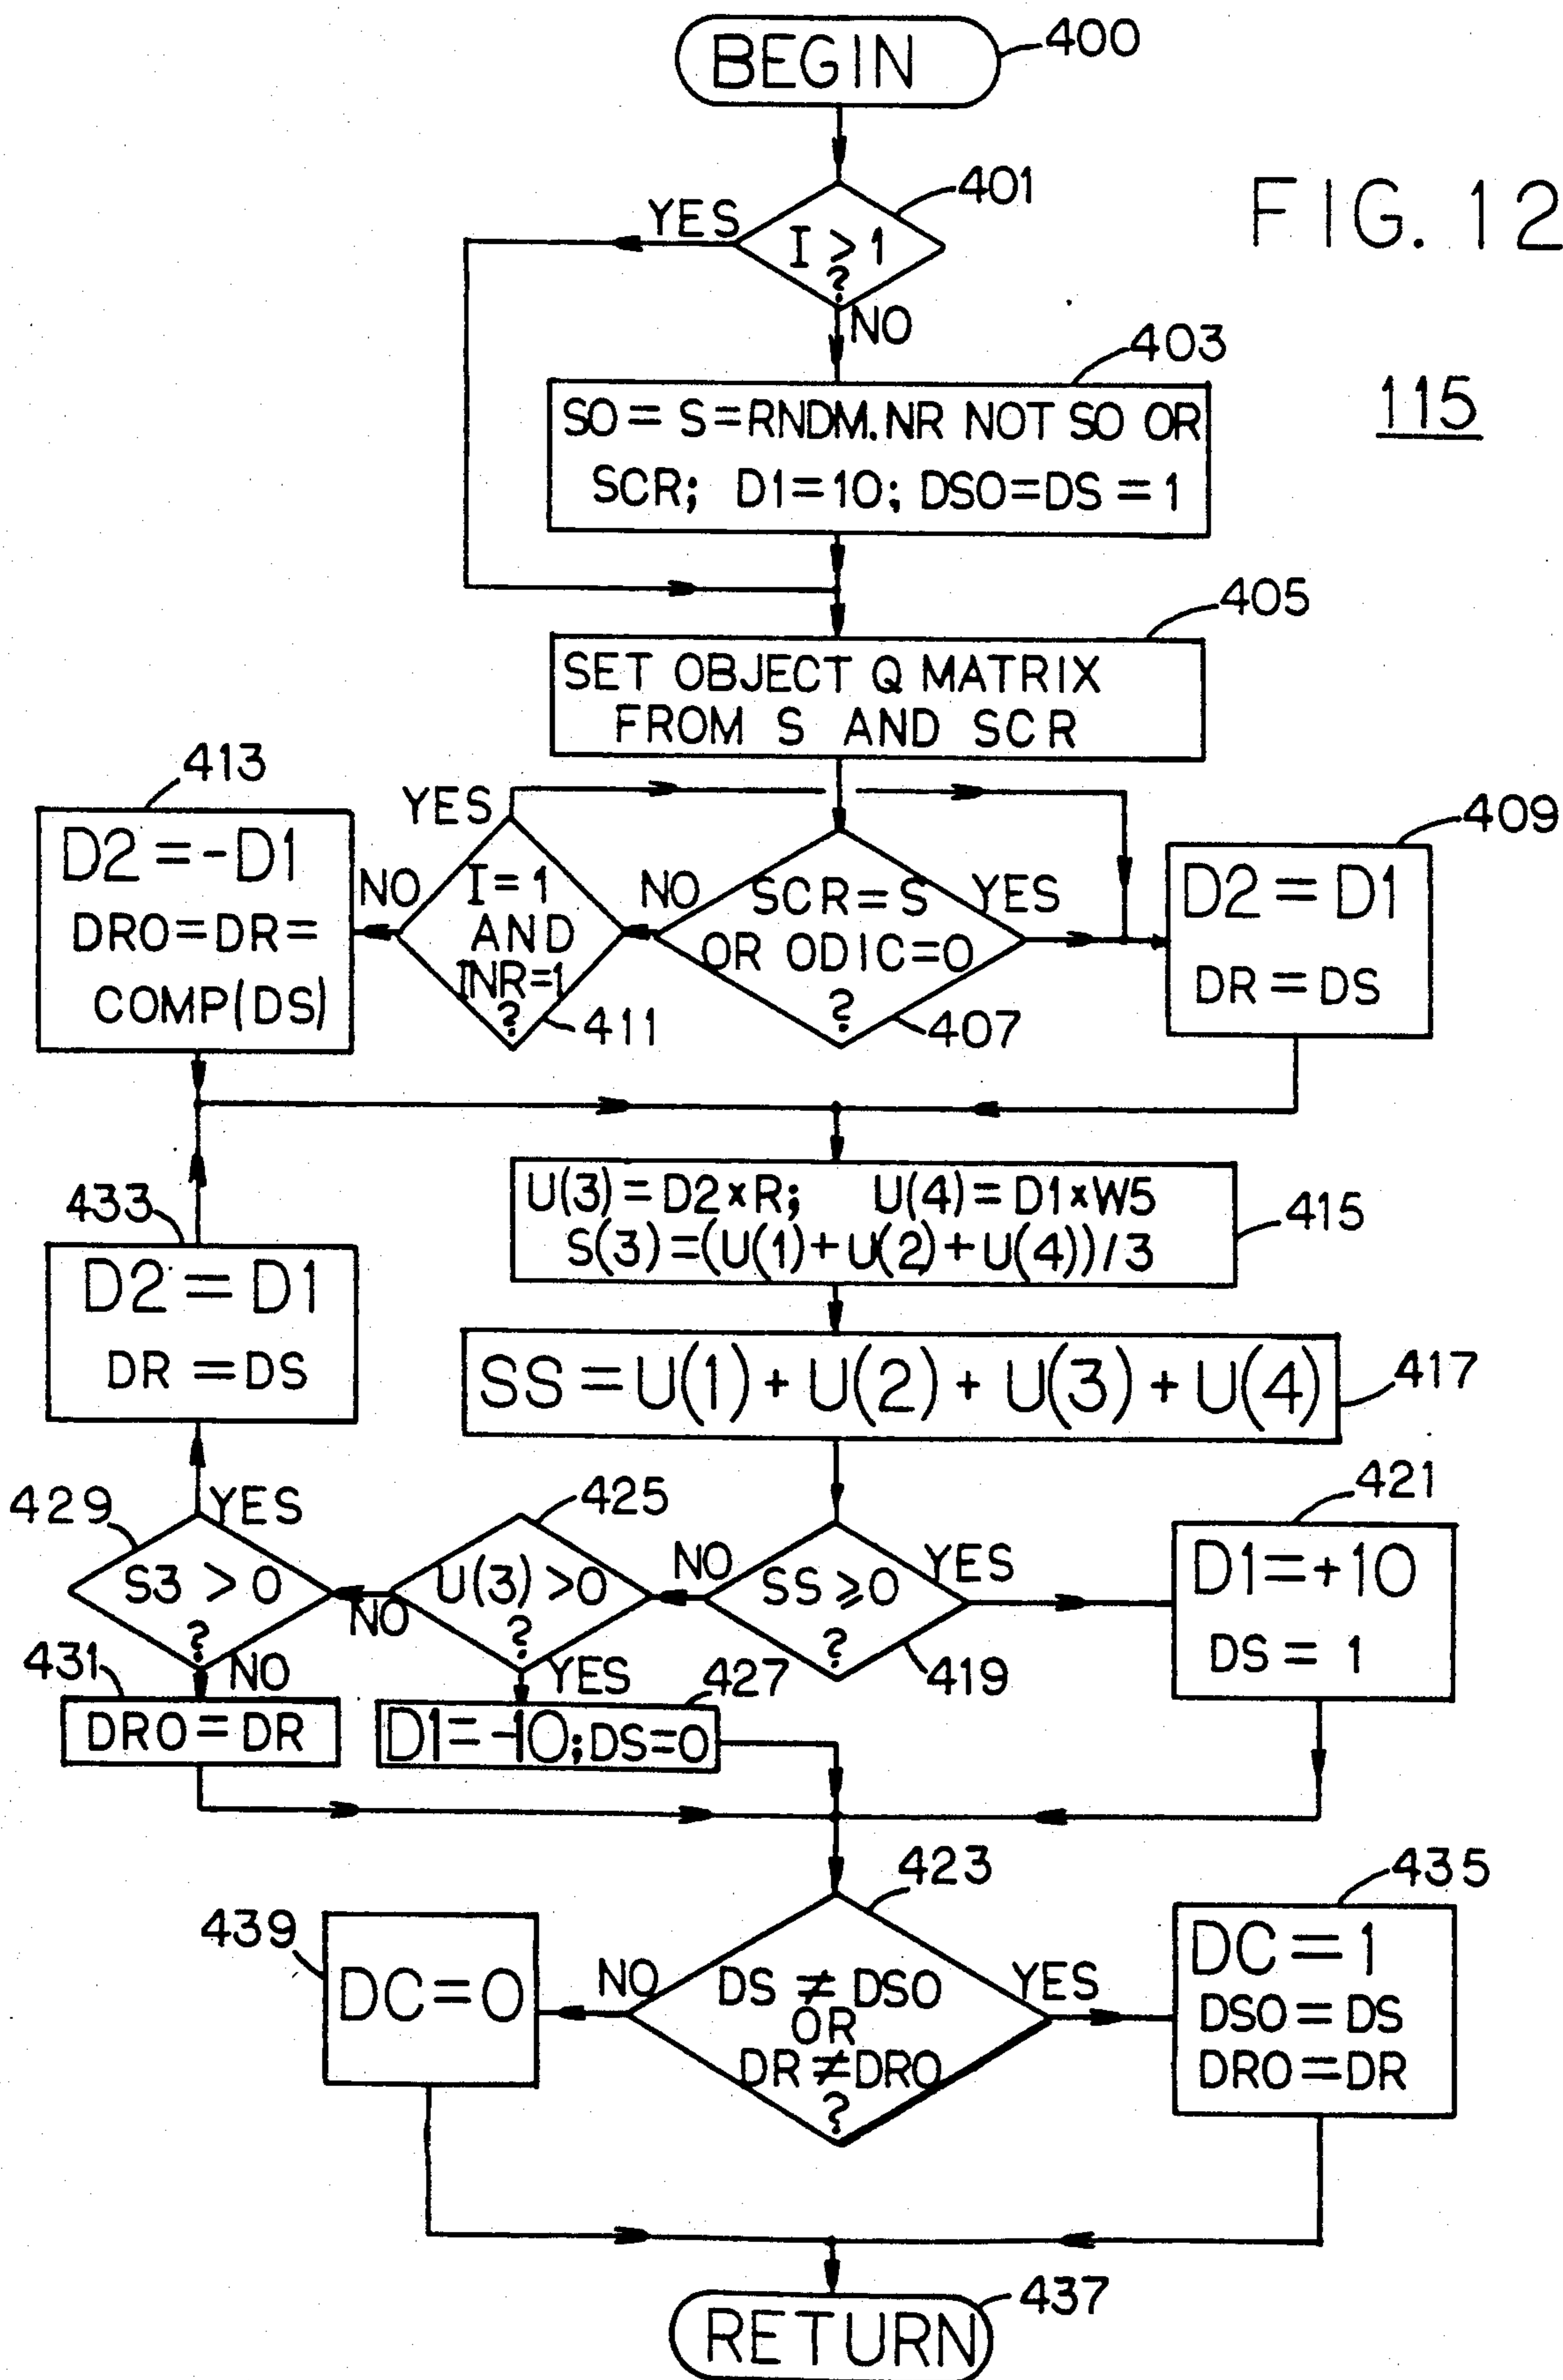 BEGIN
400
401
FIG. 12
YES
I > 1
?
NO
403
SO = S = RNDM. NR NOT SO OR
SCR; D1=10; DSO=DS = 1
115
405
SET OBJECT Q MATRIX
FROM S AND SCR
413
YES
409
D2 = -D1
DRO = DR =
COMP(DS)
NO
I = 1
AND
INR=1
?
411
NO
SCR = S
OR ODIC=0
?
YES
407
D2 = D1
DR = DS
U(3) = D2 × R; U(4) = D1 × W5
S(3) = (U(1) + U(2) + U(4)) / 3
415
433
D2 = D1
DR = DS
SS = U(1) + U(2) + U(3) + U(4)
417
429
YES
S3 > 0
?
NO
425
U(3) > 0
?
NO
YES
NO
SS ⩾ 0
?
YES
419
421
D1 = +10
DS = 1
431
DRO = DR
427
D1 = -10; DS=0
423
435
439
DC = 0
NO
DS ≠ DSO
OR
DR ≠ DRO
?
YES
DC = 1
DSO = DS
DRO = DR
437
RETURN